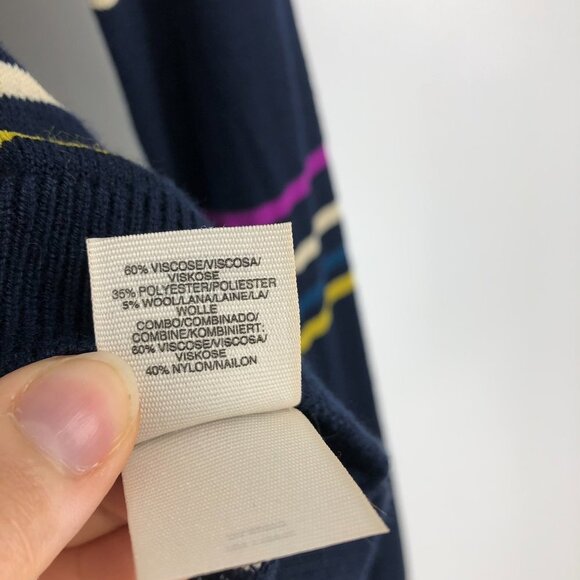 60% VISCOSE/VISCOSA/
VISKOSE
35% POLYESTER/POLIESTER
5% WOOL/LANA/LAINE/LA/
WOLLE
COMBO/COMBINADO/
COMBINE/KOMBINIERT:
60% VISCOSE/VISCOSA/
VISKOSE
40% NYLON/NAILON